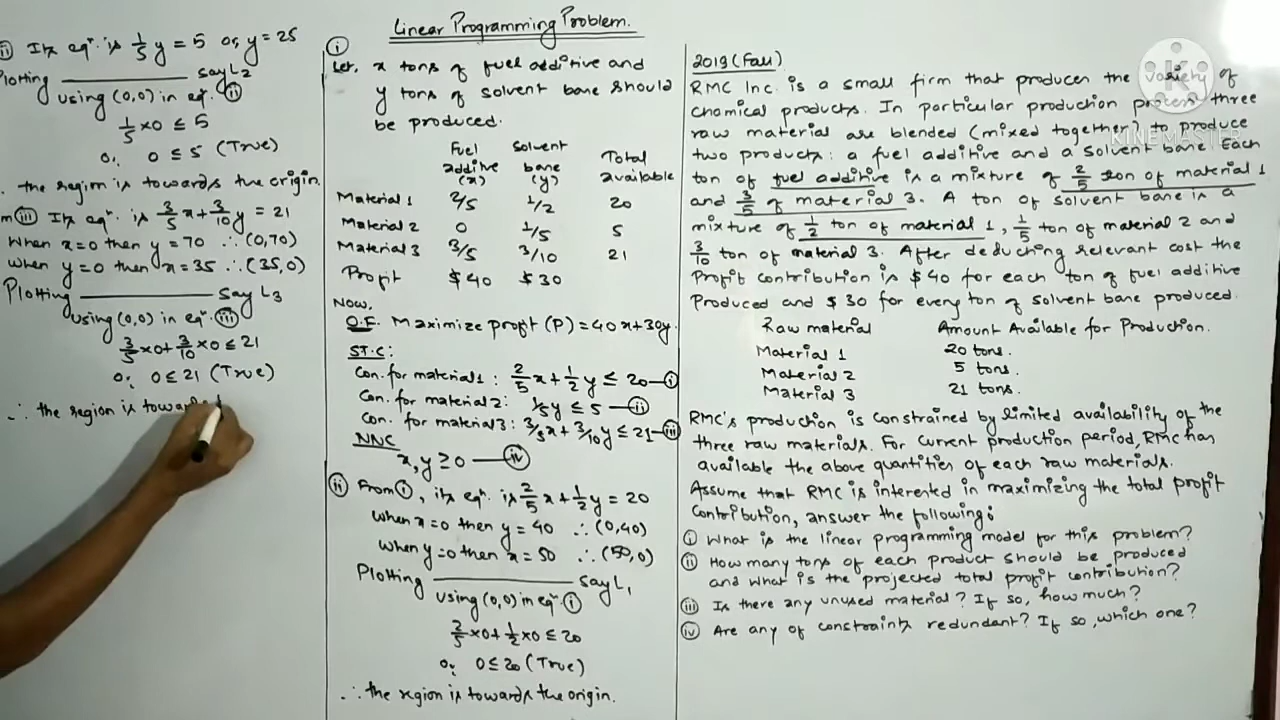 Linear Programming Problem.
ii) Its eqn. is 1/5 y = 5 or, y = 25
Plotting ________ say L2
using (0,0) in eqn. (ii)
1/5 × 0 ≤ 5
or, 0 ≤ 5 (True)
. the region is towards the origin.
m (iii) Its eqn. is 3/5 x + 3/10 y = 21
When x=0 then y = 70 ∴ (0,70)
When y=0 then x = 35 ∴ (35,0)
Plotting ________ say L3
using (0,0) in eqn. (iii)
3/5 × 0 + 3/10 × 0 ≤ 21
or, 0 ≤ 21 (True)
∴ the region is toward
(i)
Let, x tons of fuel additive and
y tons of solvent base should
be produced.
Fuel additive (x) Solvent base (y) Total available
Material 1 2/5 1/2 20
Material 2 0 1/5 5
Material 3 3/5 3/10 21
Profit $ 40 $ 30
Now,
O.F. Maximize profit (P) = 40x + 30y.
S.T.C:
Con. for material 1: 2/5 x + 1/2 y ≤ 20 — (i)
Con. for material 2: 1/5 y ≤ 5 — (ii)
Con. for material 3: 3/5 x + 3/10 y ≤ 21 — (iii)
NNC
x, y ≥ 0 — (iv)
(ii) From (i), its eqn. is 2/5 x + 1/2 y = 20
When x=0 then y = 40 ∴ (0,40)
When y=0 then x = 50 ∴ (50,0)
Plotting ________ say L1
using (0,0) in eqn. (i)
2/5 × 0 + 1/2 × 0 ≤ 20
or, 0 ≤ 20 (True)
∴ the region is towards the origin.
2019 (Fall)
RMC Inc. is a small firm that produces the variety of
chemical products. In particular production process three
raw material are blended (mixed together) to produce
two products: a fuel additive and a solvent base. Each
ton of fuel additive is a mixture of 2/5 ton of material 1
and 3/5 of material 3. A ton of solvent base is a
mixture of 1/2 ton of material 1, 1/5 ton of material 2 and
3/10 ton of material 3. After deducting relevant cost the
Profit contribution is $ 40 for each ton of fuel additive
Produced and $ 30 for every ton of solvent base produced.
Raw material Amount Available for Production.
Material 1 20 tons.
Material 2 5 tons.
Material 3 21 tons.
RMC's production is constrained by limited availability of the
three raw materials. For current production period, RMC has
available the above quantities of each raw materials.
Assume that RMC is interested in maximizing the total profit
Contribution, answer the following:
(i) What is the linear programming model for this problem?
(ii) How many tons of each product should be produced
and what is the projected total profit contribution?
(iii) Is there any unused material? If so, how much?
(iv) Are any of constraints redundant? If so, which one?
KINEMASTER